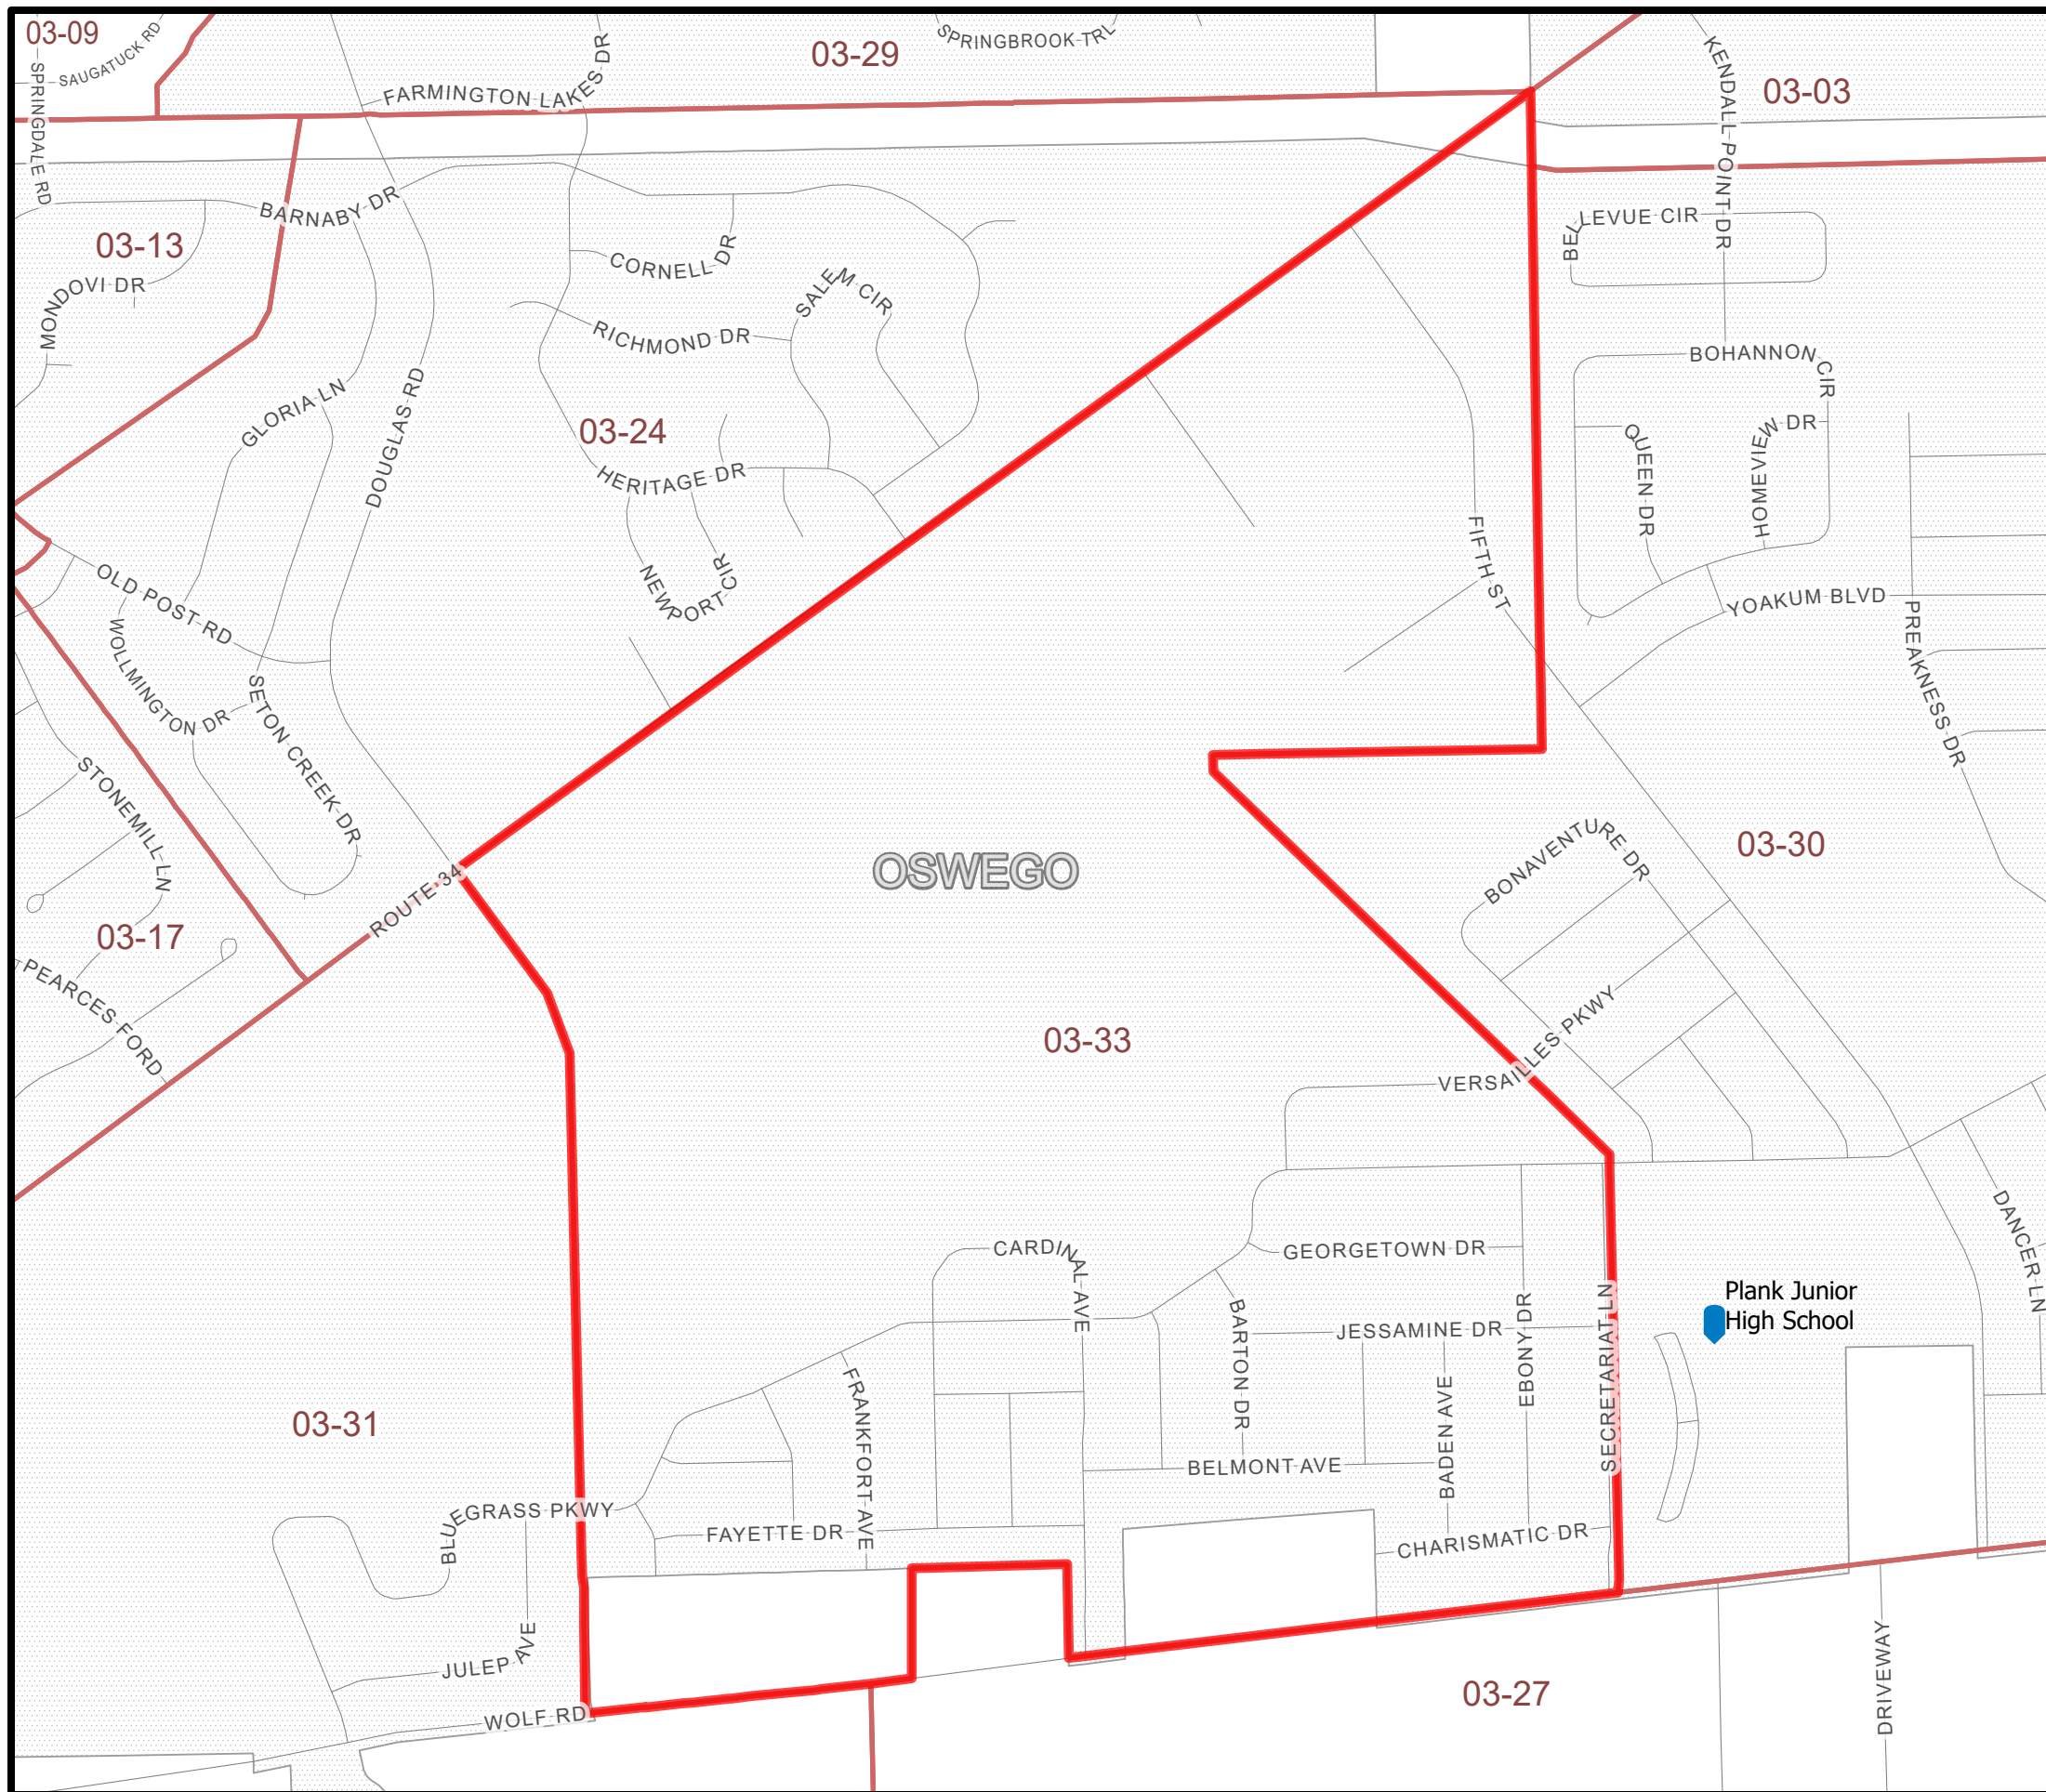 03-09
SAUGATUCK RD
SPRINGDALE RD
FARMINGTON LAKES DR
03-29
SPRINGBROOK TRL
KENDALL POINT DR
03-03
BARNABY DR
03-13
MONDOVI DR
CORNELL DR
SALEM CIR
RICHMOND DR
BELLEVUE CIR
BOHANNON CIR
GLORIA LN
DOUGLAS RD
03-24
HERITAGE DR
NEWPORT CIR
QUEEN DR
HOMEVIEW DR
FIFTH ST
YOAKUM BLVD
PREAKNESS DR
OLD POST RD
WOLLMINGTON DR
SETON CREEK DR
STONEMILL LN
ROUTE 34
OSWEGO
BONAVENTURE DR
03-30
03-17
PEARCES FORD
03-33
VERSAILLES PKWY
DANCER LN
CARDINAL AVE
GEORGETOWN DR
BARTON DR
JESSAMINE DR
EBONY DR
SECRETARIAT LN
Plank Junior
High School
03-31
FRANKFORT AVE
BADEN AVE
BELMONT AVE
BLUEGRASS PKWY
FAYETTE DR
CHARISMATIC DR
JULEP AVE
WOLF RD
03-27
DRIVEWAY